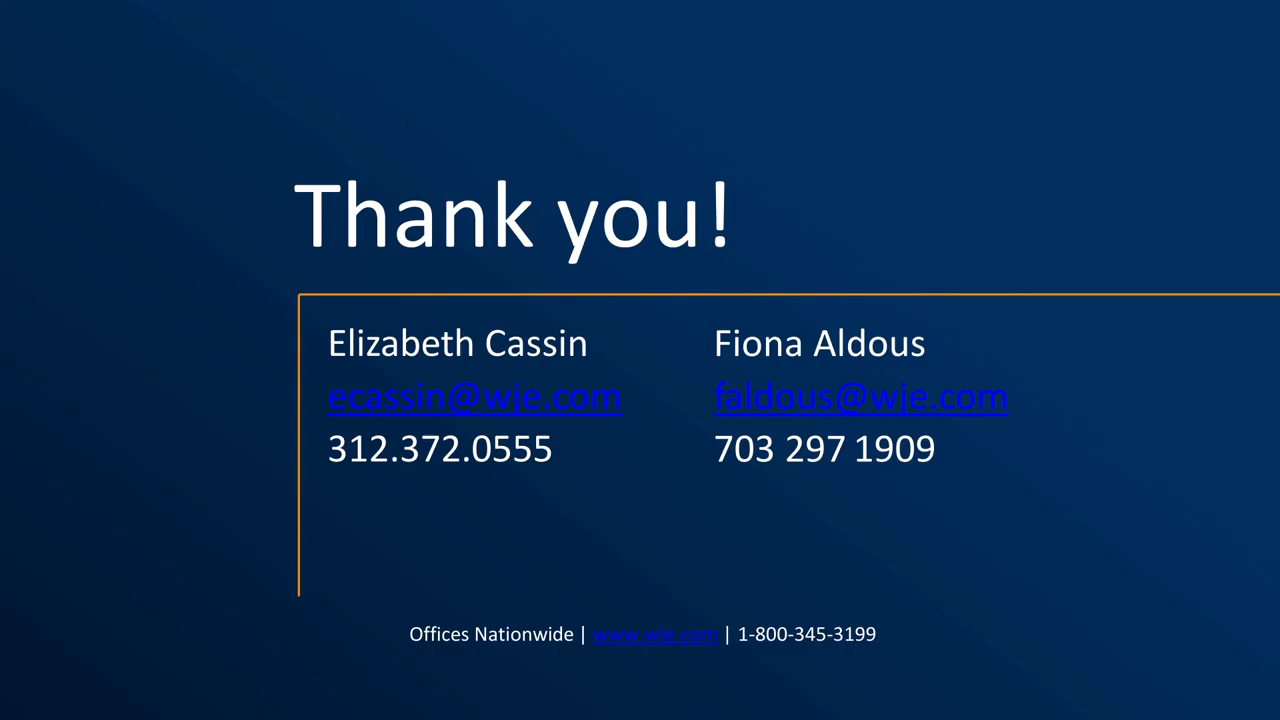 Thank you!
Elizabeth Cassin
ecassin@wje.com
312.372.0555
Fiona Aldous
faldous@wje.com
703 297 1909
Offices Nationwide | www.wje.com | 1-800-345-3199